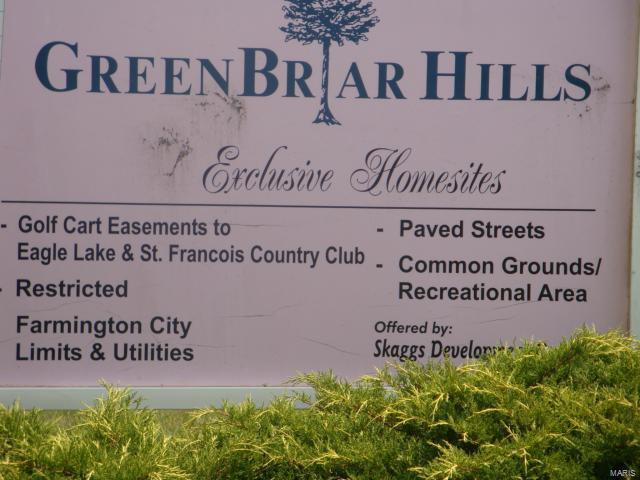 GREENBRIAR HILLS
Exclusive Homesites
- Golf Cart Easements to
Eagle Lake & St. Francois Country Club
- Restricted
Farmington City
Limits & Utilities
- Paved Streets
- Common Grounds/
Recreational Area
Offered by:
Skaggs
MARIS